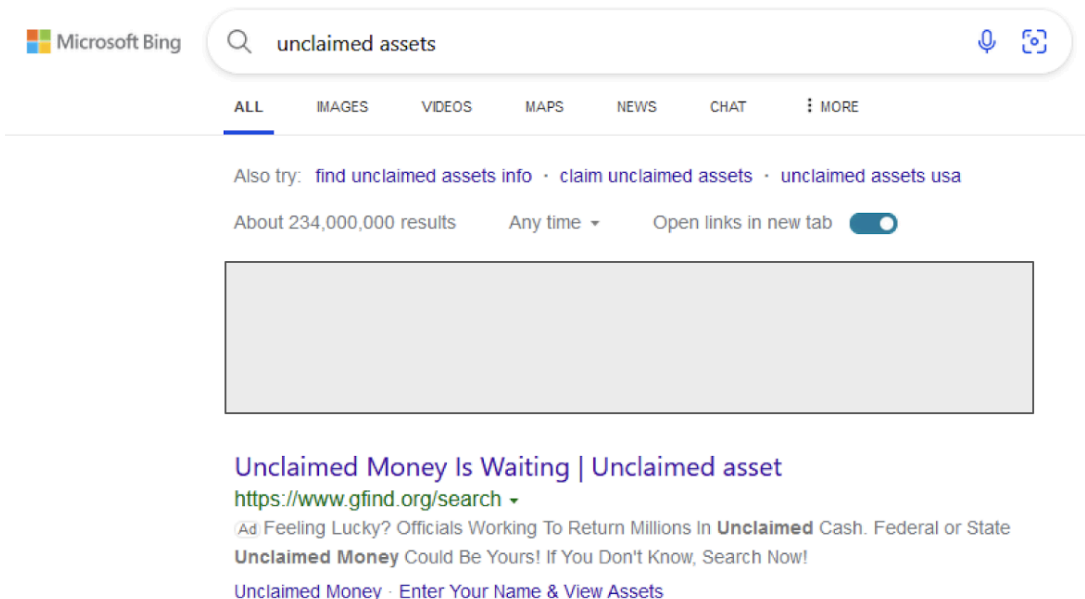 Microsoft Bing
unclaimed assets
ALL IMAGES VIDEOS MAPS NEWS CHAT MORE
Also try: find unclaimed assets info · claim unclaimed assets · unclaimed assets usa
About 234,000,000 results Any time Open links in new tab
Unclaimed Money Is Waiting | Unclaimed asset
https://www.gfind.org/search
Ad Feeling Lucky? Officials Working To Return Millions In Unclaimed Cash. Federal or State
Unclaimed Money Could Be Yours! If You Don't Know, Search Now!
Unclaimed Money · Enter Your Name & View Assets